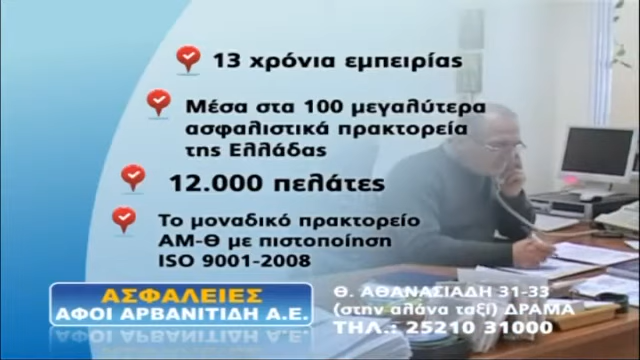 13 χρόνια εμπειρίας
Μέσα στα 100 μεγαλύτερα
ασφαλιστικά πρακτορεία
της Ελλάδας
12.000 πελάτες
Το μοναδικό πρακτορείο
ΑΜ-Θ με πιστοποίηση
ISO 9001-2008
ΑΣΦΑΛΕΙΕΣ
ΑΦΟΙ ΑΡΒΑΝΙΤΙΔΗ Α.Ε.
Θ. ΑΘΑΝΑΣΙΑΔΗ 31-33
(στην αλάνα ταξί) ΔΡΑΜΑ
ΤΗΛ.: 25210 31000